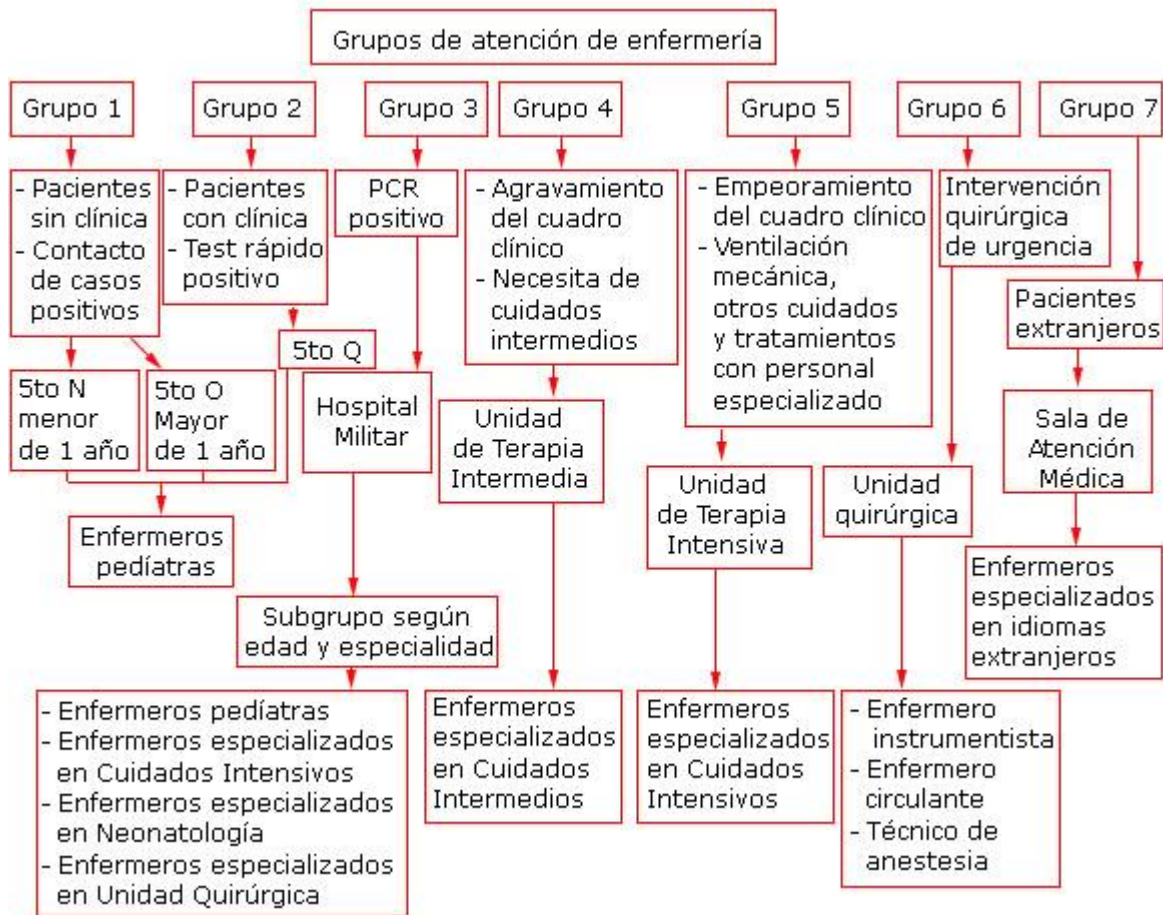 Grupos de atención de enfermería
Grupo 1
Grupo 2
Grupo 3
Grupo 4
Grupo 5
Grupo 6
Grupo 7
- Pacientes
sin clínica
- Contacto
de casos
positivos
- Pacientes
con clínica
- Test rápido
positivo
PCR
positivo
- Agravamiento
del cuadro
clínico
- Necesita de
cuidados
intermedios
- Empeoramiento
del cuadro clínico
- Ventilación
mecánica,
otros cuidados
y tratamientos
con personal
especializado
Intervención
quirúrgica
de urgencia
Pacientes
extranjeros
5to N
menor
de 1 año
5to O
Mayor
de 1 año
5to Q
Hospital
Militar
Unidad
de Terapia
Intermedia
Unidad
de Terapia
Intensiva
Unidad
quirúrgica
Sala de
Atención
Médica
Enfermeros
pedíatras
Subgrupo según
edad y especialidad
Enfermeros
especializados
en idiomas
extranjeros
- Enfermeros pedíatras
- Enfermeros especializados
en Cuidados Intensivos
- Enfermeros especializados
en Neonatología
- Enfermeros especializados
en Unidad Quirúrgica
Enfermeros
especializados
en Cuidados
Intermedios
Enfermeros
especializados
en Cuidados
Intensivos
- Enfermero
instrumentista
- Enfermero
circulante
- Técnico de
anestesia